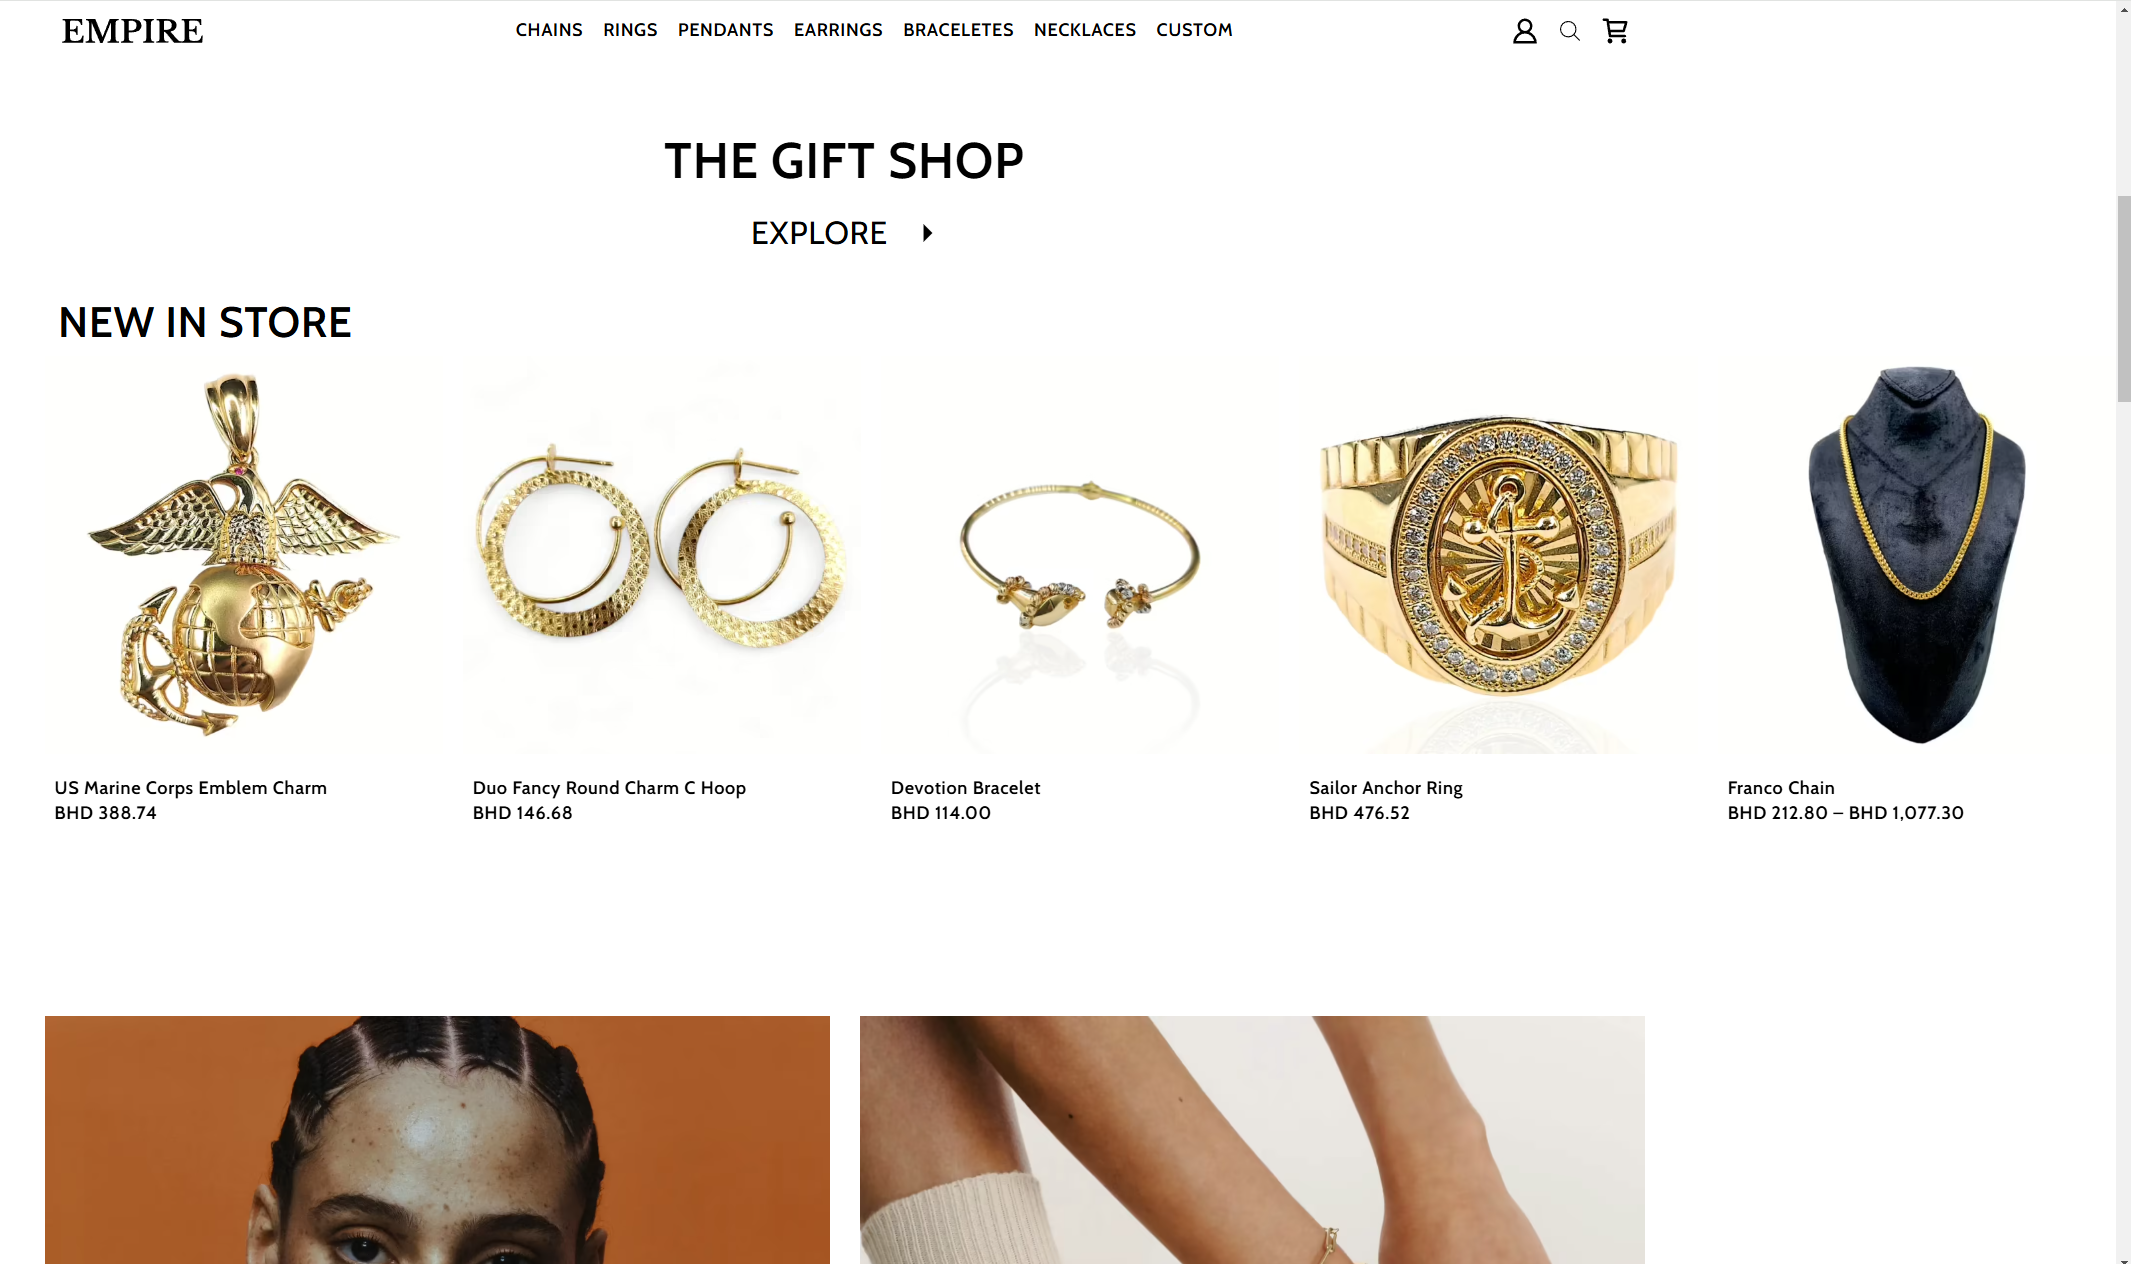 EMPIRE
CHAINS RINGS PENDANTS EARRINGS BRACELETES NECKLACES CUSTOM
THE GIFT SHOP
EXPLORE
NEW IN STORE
US Marine Corps Emblem Charm
BHD 388.74
Duo Fancy Round Charm C Hoop
BHD 146.68
Devotion Bracelet
BHD 114.00
Sailor Anchor Ring
BHD 476.52
Franco Chain
BHD 212.80 – BHD 1,077.30